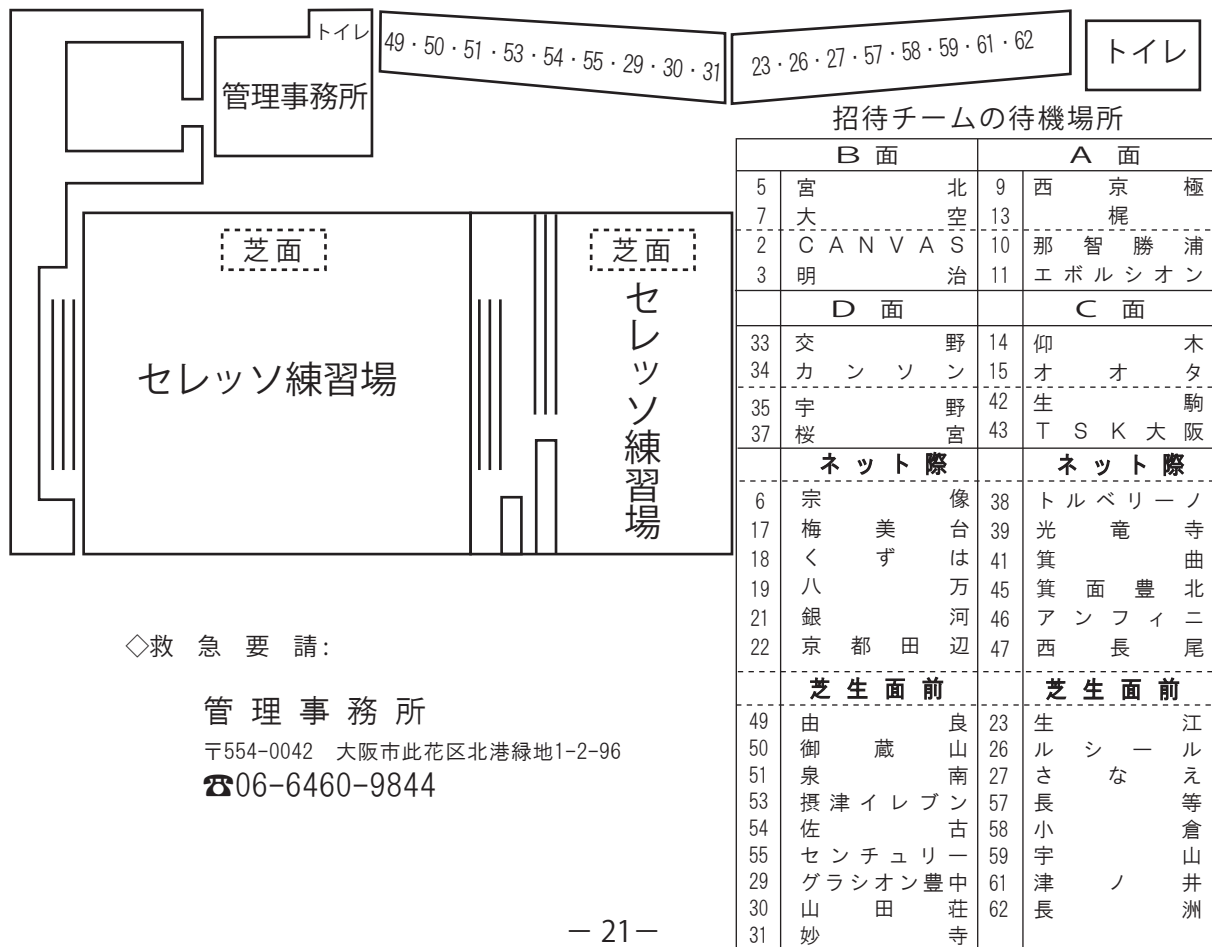 トイレ
管理事務所
49・50・51・53・54・55・29・30・31
23・26・27・57・58・59・61・62
トイレ
芝面
セレッソ練習場
芝面
セレッソ練習場
招待チームの待機場所
B 面 A 面
5 宮北 9 西京極
7 大空 13 梶
2 CANVAS 10 那智勝浦
3 明治 11 エボルシオン
D 面 C 面
33 交野 14 仰木
34 カンソン 15 オオタ
35 宇野 42 生駒
37 桜宮 43 TSK大阪
ネット際 ネット際
6 宗像 38 トルベリーノ
17 梅美台 39 光竜寺
18 くずは 41 箕曲
19 八万 45 箕面豊北
21 銀河 46 アンフィニ
22 京都田辺 47 西長尾
芝生面前 芝生面前
49 由良 23 生江
50 御蔵山 26 ルシール
51 泉南 27 さなえ
53 摂津イレブン 57 長等
54 佐古 58 小倉
55 センチュリー 59 宇山
29 グラシオン豊中 61 津ノ井
30 山田荘 62 長洲
31 妙寺
◇救急要請:
管理事務所
〒554-0042 大阪市此花区北港緑地1-2-96
☎06-6460-9844
－21－